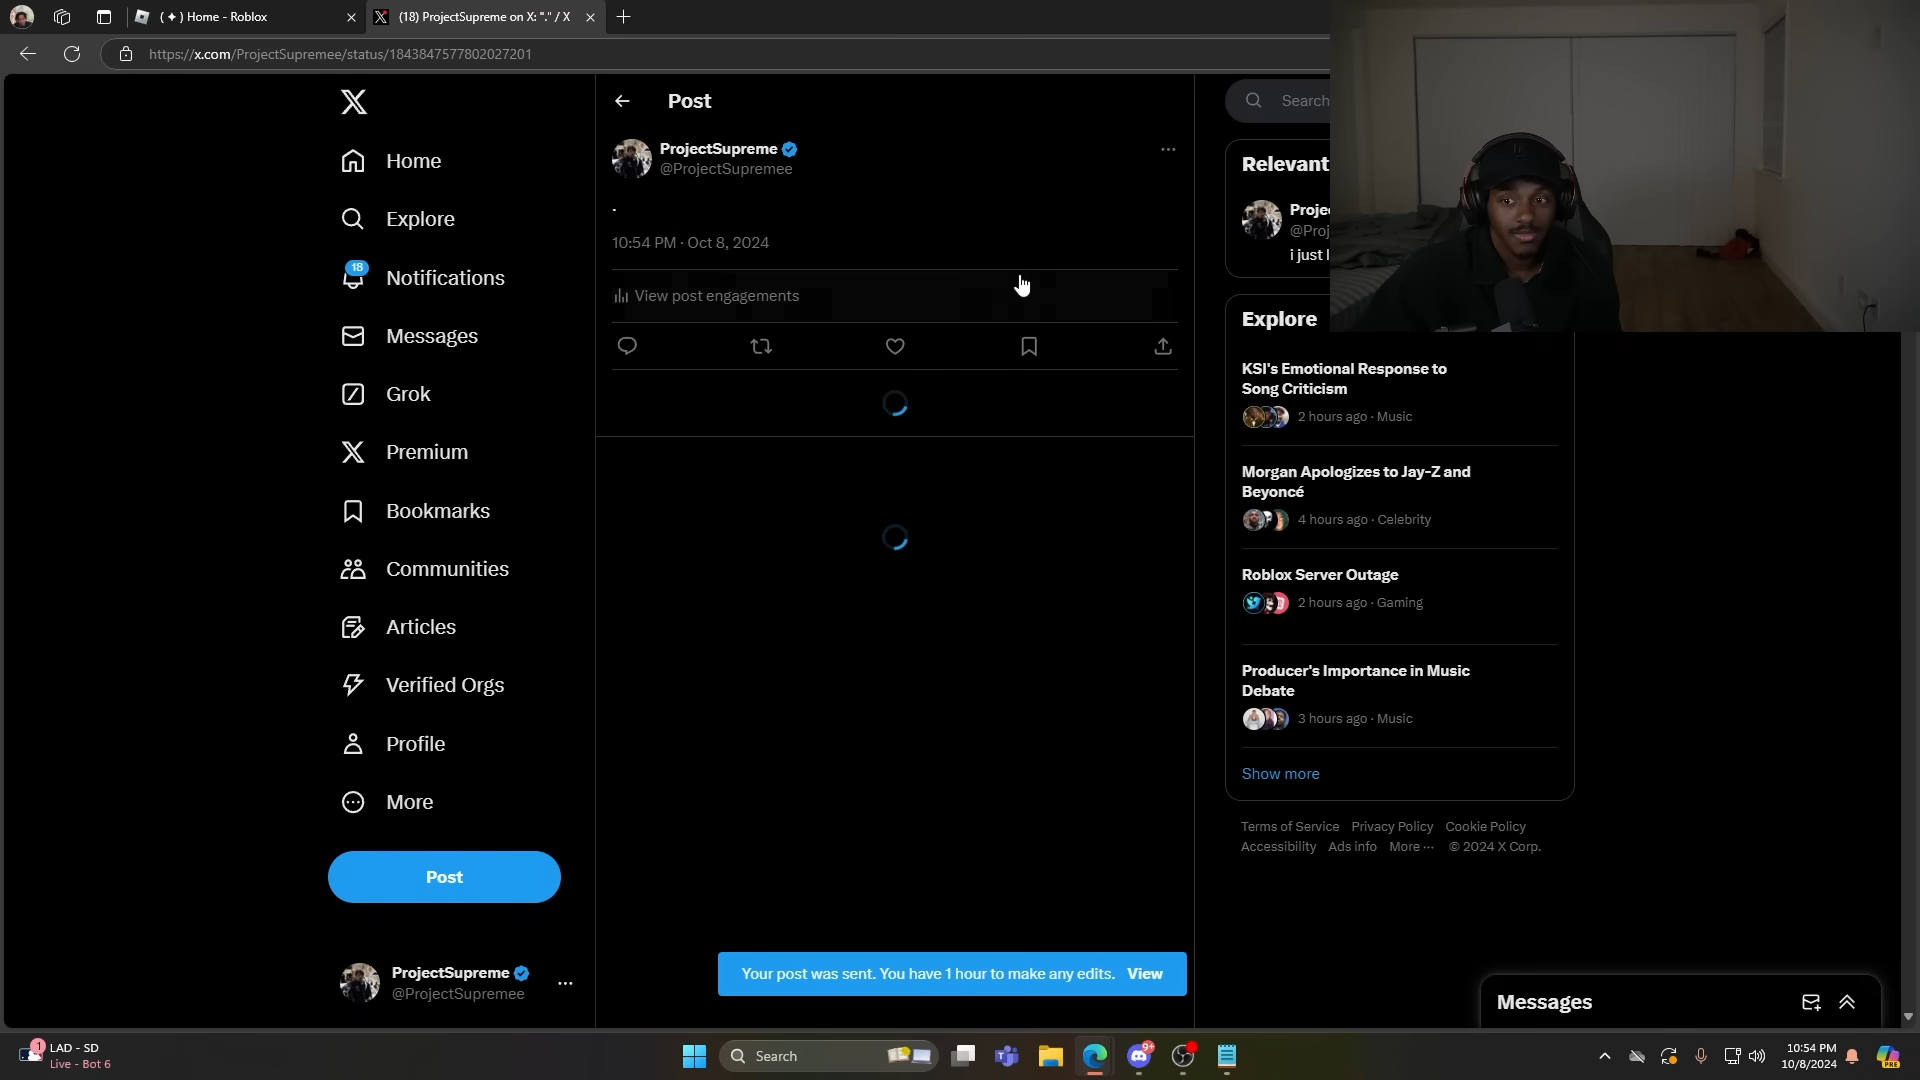 ( ✦ ) Home - Roblox
(18) ProjectSupreme on X: "." / X
https://x.com/ProjectSupremee/status/1843847577802027201
Home
Explore
18
Notifications
Messages
Grok
Premium
Bookmarks
Communities
Articles
Verified Orgs
Profile
More
Post
ProjectSupreme
@ProjectSupremee
Post
ProjectSupreme
@ProjectSupremee
.
10:54 PM · Oct 8, 2024
View post engagements
Your post was sent. You have 1 hour to make any edits. View
Search
Relevant
i just
Explore
KSI's Emotional Response to
Song Criticism
2 hours ago · Music
Morgan Apologizes to Jay-Z and
Beyoncé
4 hours ago · Celebrity
Roblox Server Outage
2 hours ago · Gaming
Producer's Importance in Music
Debate
3 hours ago · Music
Show more
Terms of Service Privacy Policy Cookie Policy
Accessibility Ads info More ··· © 2024 X Corp.
Messages
1
LAD - SD
Live - Bot 6
Search
9+
10:54 PM
10/8/2024
PRE